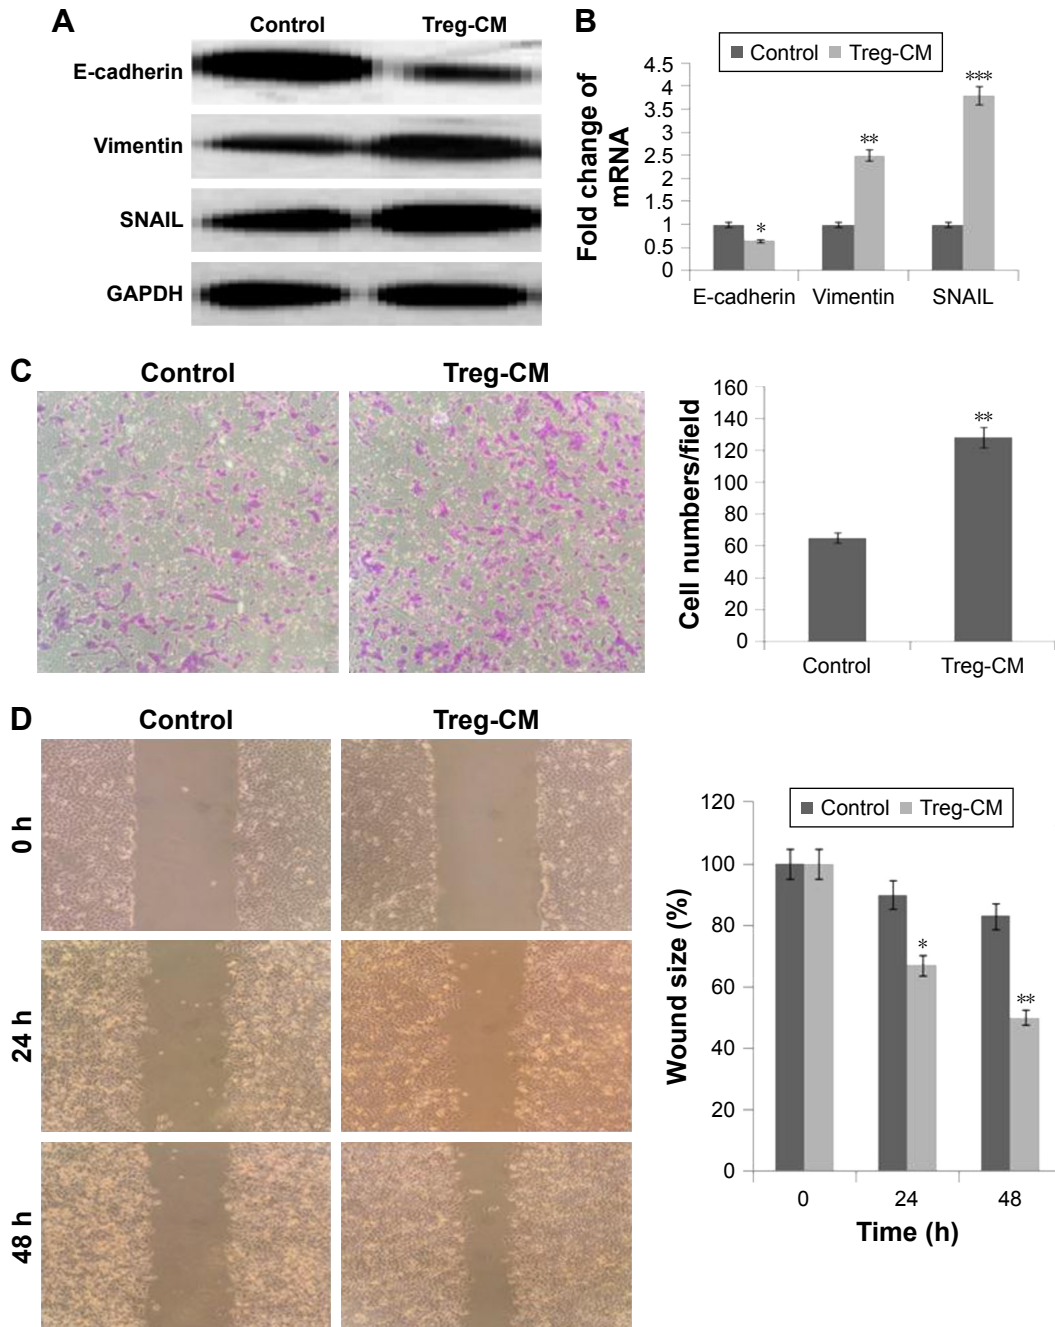 A
Control Treg-CM
E-cadherin
Vimentin
SNAIL
GAPDH
B
Control Treg-CM
Fold change of
mRNA
4.5
4
3.5
3
2.5
2
1.5
1
0.5
0
*
**
***
E-cadherin Vimentin SNAIL
C
Control Treg-CM
Cell numbers/field
160
140
120
100
80
60
40
20
0
**
Control Treg-CM
D
Control Treg-CM
0 h
24 h
48 h
Control Treg-CM
Wound size (%)
120
100
80
60
40
20
0
*
**
0 24 48
Time (h)